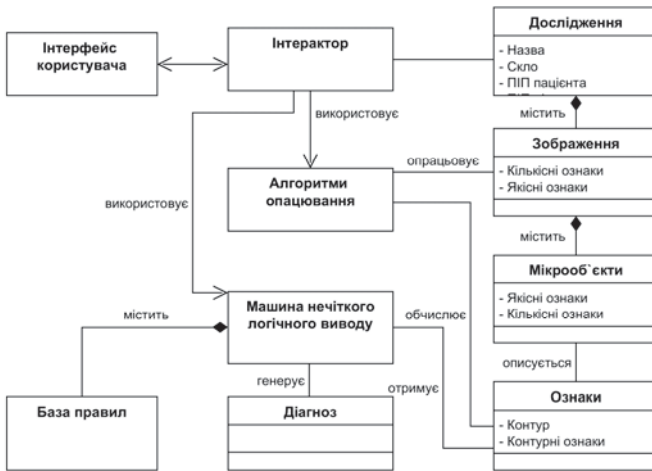 Інтерфейс
користувача
Інтерактор
Дослідження
- Назва
- Скло
- ПІП пацієнта
використовує
містить
Зображення
- Кількісні ознаки
- Якісні ознаки
опрацьовує
Алгоритми
опацювання
використовує
містить
Мікрооб`єкти
- Якісні ознаки
- Кількісні ознаки
містить
Машина нечіткого
логічного виводу
обчислює
описується
генерує
отримує
База правил
Діагноз
Ознаки
- Контур
- Контурні ознаки